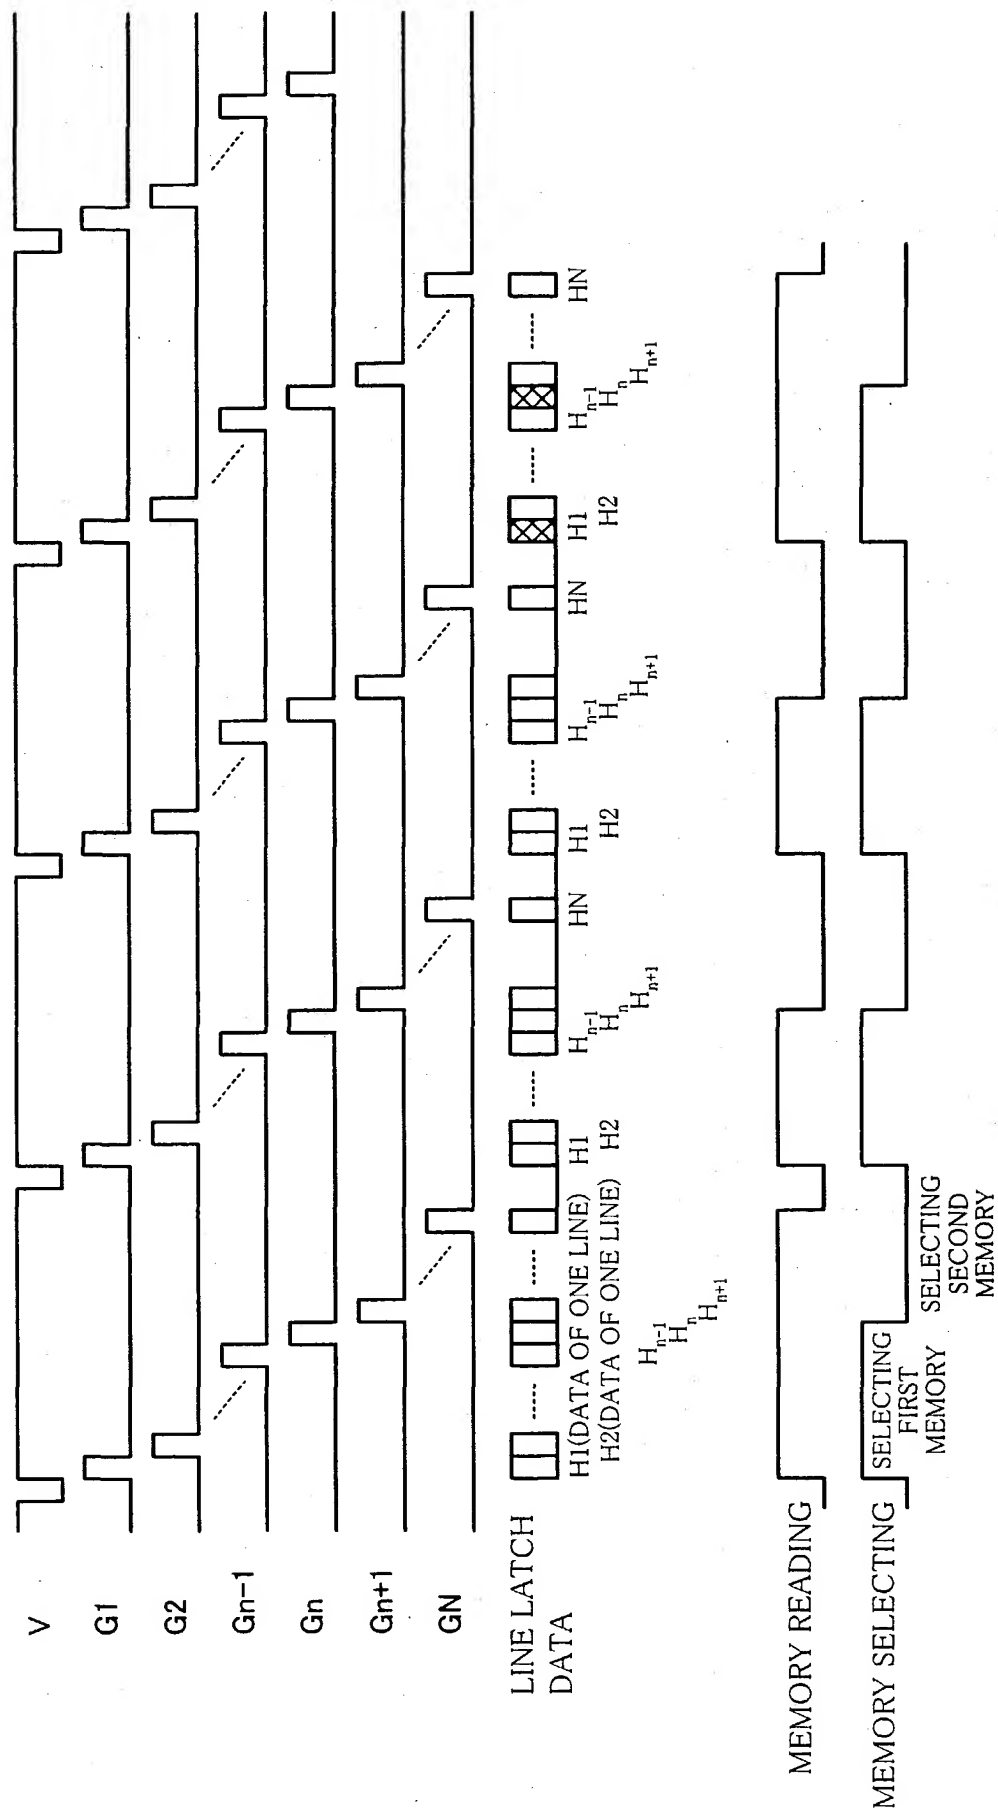 V
G1
G2
Gn-1
Gn
Gn+1
GN
LINE LATCH
DATA
H1(DATA OF ONE LINE)
H2(DATA OF ONE LINE)
Hn-1
Hn
Hn+1
H1
H2
Hn-1
Hn
Hn+1
HN
H1
H2
Hn-1
Hn
Hn+1
HN
H1
H2
Hn-1
Hn
Hn+1
HN
MEMORY READING
MEMORY SELECTING
SELECTING
FIRST
MEMORY
SELECTING
SECOND
MEMORY